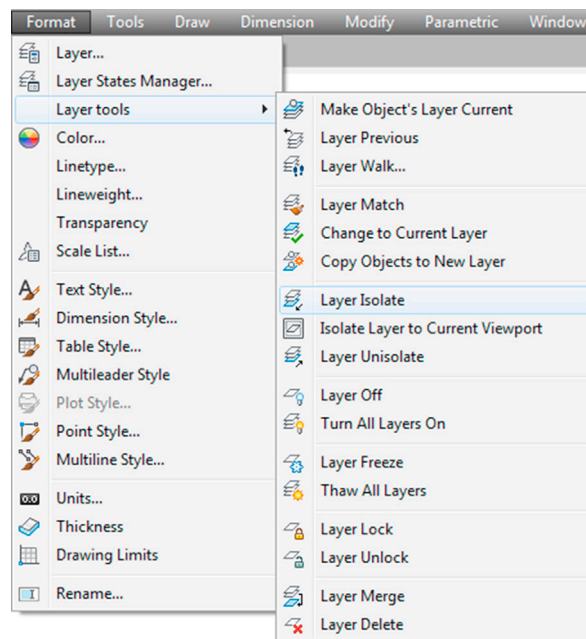 Format Tools Draw Dimension Modify Parametric Window
Layer...
Layer States Manager...
Layer tools
Color...
Linetype...
Lineweight...
Transparency
Scale List...
Text Style...
Dimension Style...
Table Style...
Multileader Style
Plot Style...
Point Style...
Multiline Style...
0.0 Units...
Thickness
Drawing Limits
Rename...
Make Object's Layer Current
Layer Previous
Layer Walk...
Layer Match
Change to Current Layer
Copy Objects to New Layer
Layer Isolate
Isolate Layer to Current Viewport
Layer Unisolate
Layer Off
Turn All Layers On
Layer Freeze
Thaw All Layers
Layer Lock
Layer Unlock
Layer Merge
Layer Delete